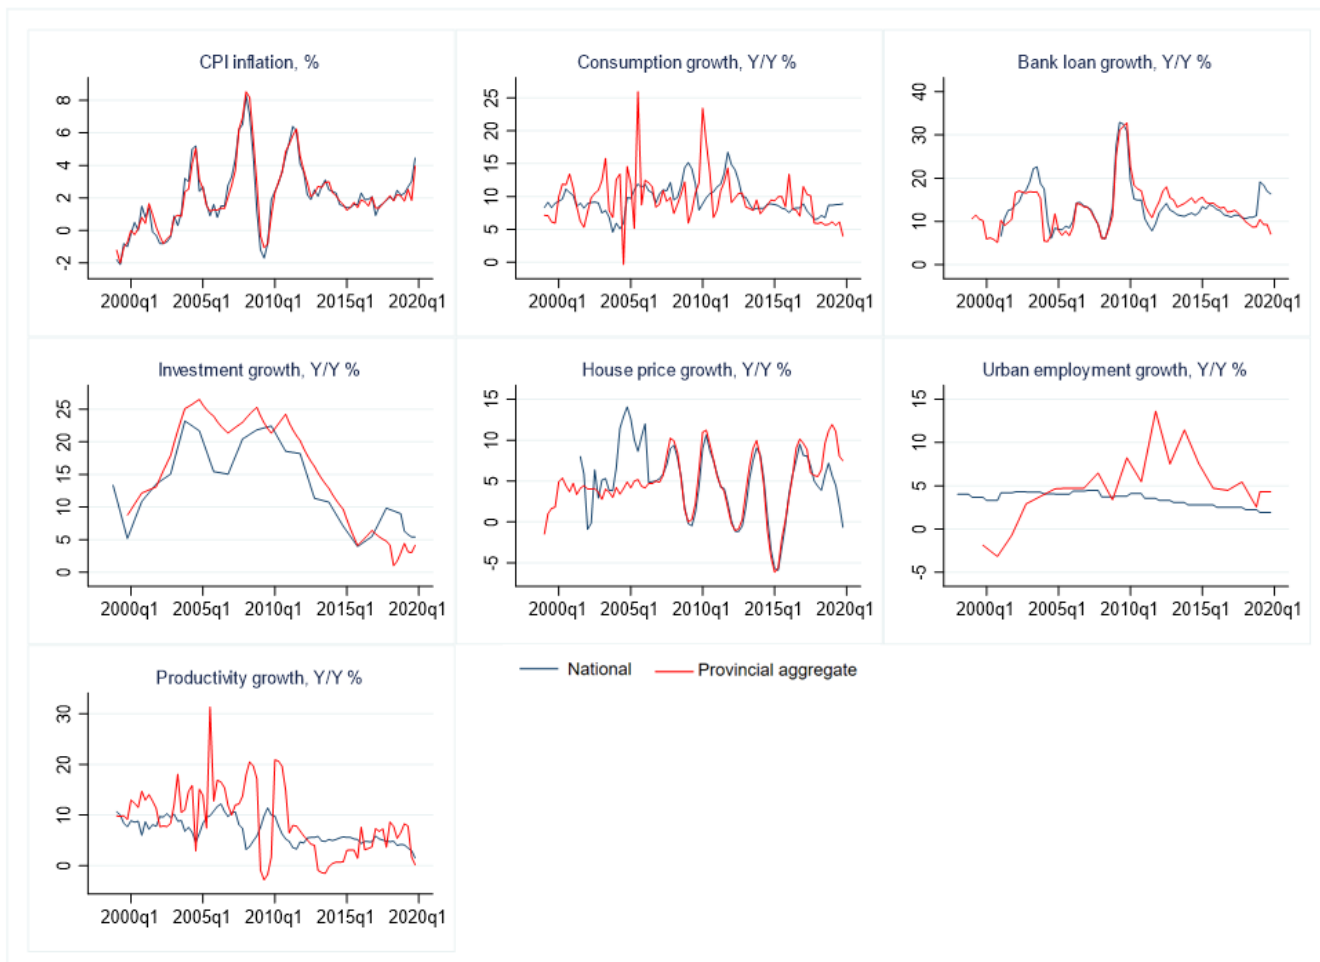 CPI inflation, %
8
6
4
2
0
-2
2000q1 2005q1 2010q1 2015q1 2020q1
Consumption growth, Y/Y %
25
20
15
10
5
0
2000q1 2005q1 2010q1 2015q1 2020q1
Bank loan growth, Y/Y %
40
30
20
10
0
2000q1 2005q1 2010q1 2015q1 2020q1
Investment growth, Y/Y %
25
20
15
10
5
0
2000q1 2005q1 2010q1 2015q1 2020q1
House price growth, Y/Y %
15
10
5
0
-5
2000q1 2005q1 2010q1 2015q1 2020q1
Urban employment growth, Y/Y %
15
10
5
0
-5
2000q1 2005q1 2010q1 2015q1 2020q1
Productivity growth, Y/Y %
30
20
10
0
2000q1 2005q1 2010q1 2015q1 2020q1
National Provincial aggregate